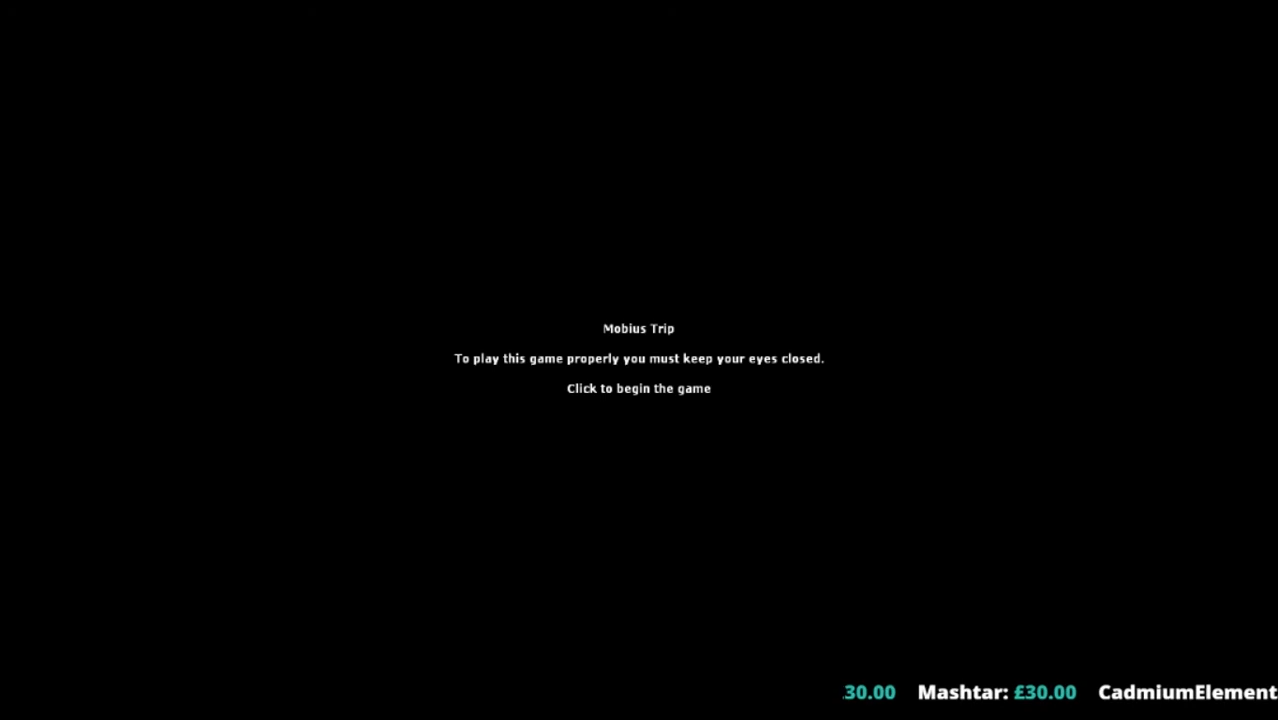 Mobius Trip
To play this game properly you must keep your eyes closed.
Click to begin the game
30.00 Mashtar: £30.00 CadmiumElement